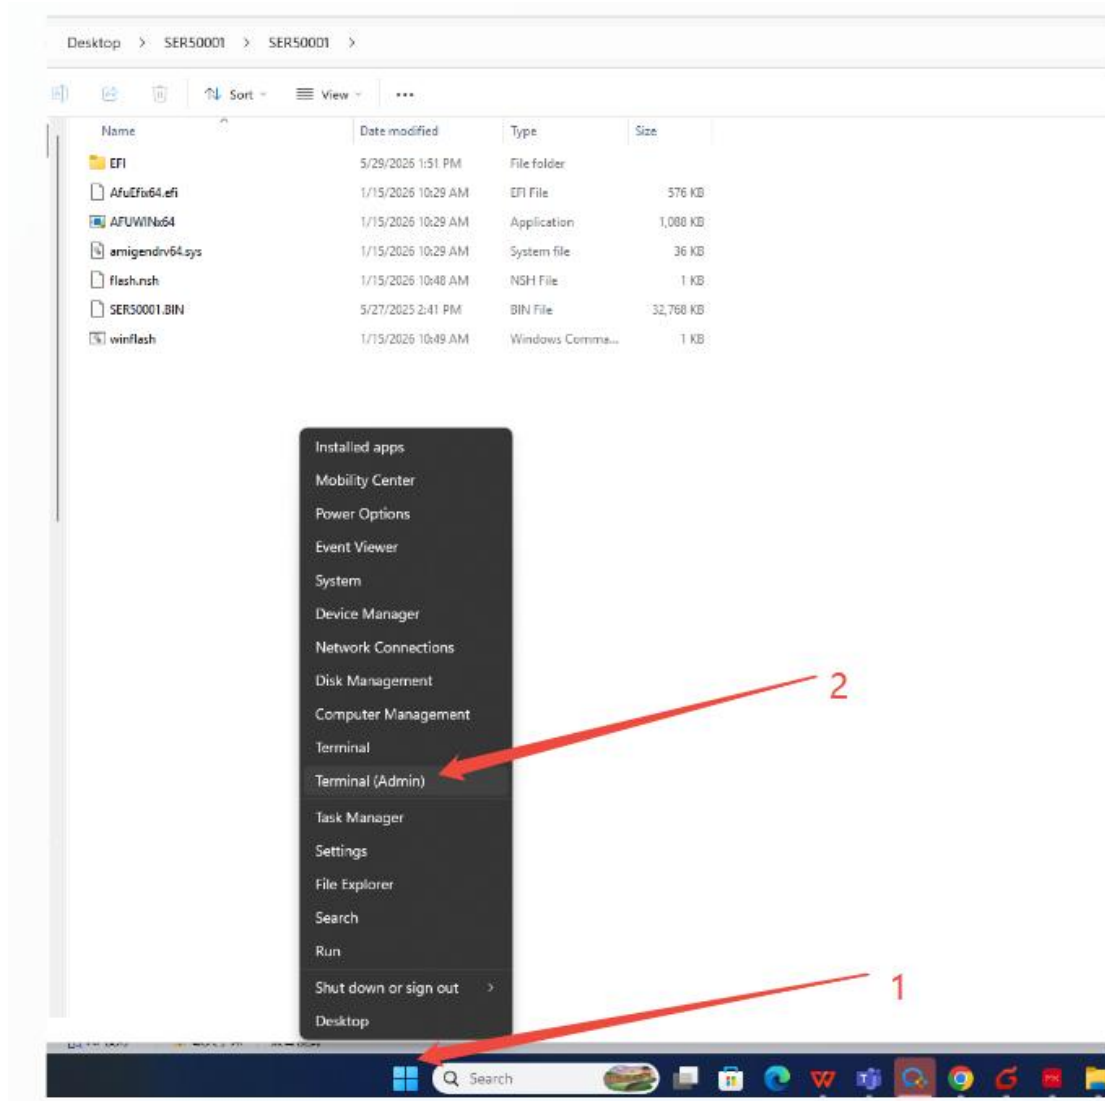 Desktop > SER50001 > SER50001 >
Sort View ...
Name Date modified Type Size
EFI 5/29/2026 1:51 PM File folder
AfuEfix64.efi 1/15/2026 10:29 AM EFI File 576 KB
AFUWINx64 1/15/2026 10:29 AM Application 1,088 KB
amigendrv64.sys 1/15/2026 10:29 AM System file 36 KB
flash.nsh 1/15/2026 10:48 AM NSH File 1 KB
SER50001.BIN 5/27/2025 2:41 PM BIN File 32,768 KB
winflash 1/15/2026 10:49 AM Windows Comma... 1 KB
Installed apps
Mobility Center
Power Options
Event Viewer
System
Device Manager
Network Connections
Disk Management
2
Computer Management
Terminal
Terminal (Admin)
Task Manager
Settings
File Explorer
Search
Run
Shut down or sign out >
1
Desktop
Search